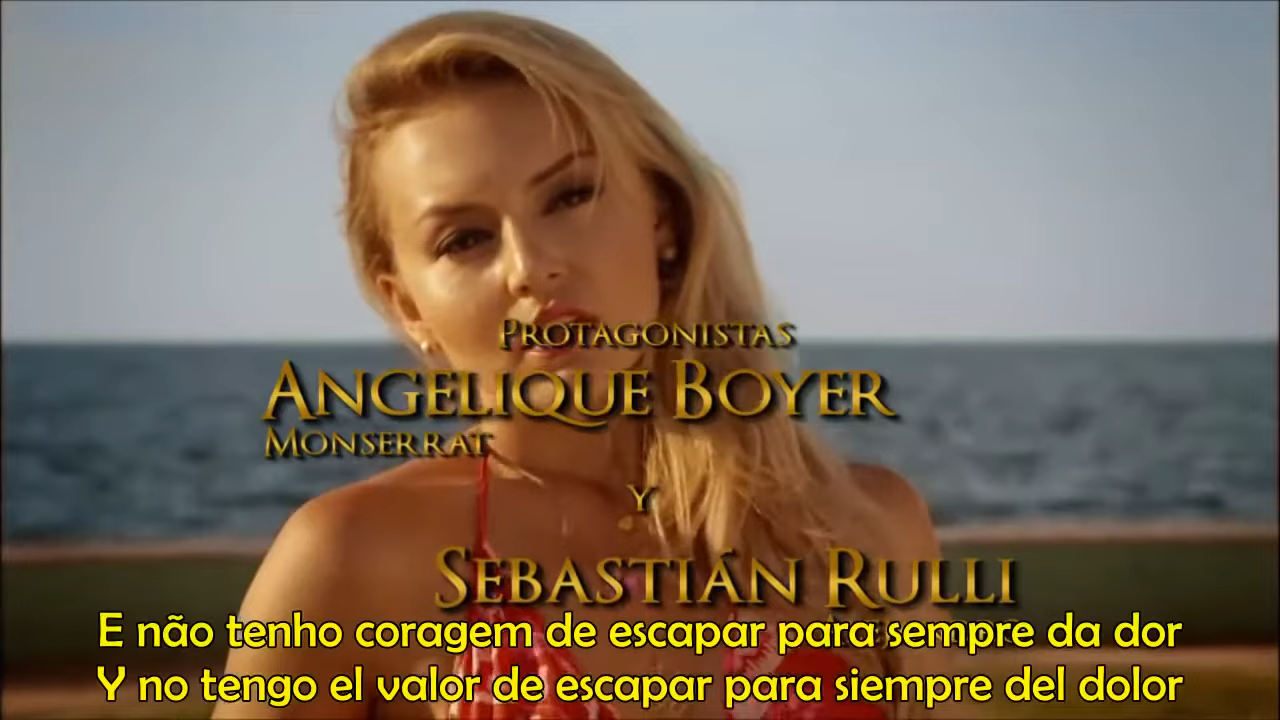 PROTAGONISTAS
ANGELIQUE BOYER
MONSERRAT
Y
SEBASTIÁN RULLI
E não tenho coragem de escapar para sempre da dor
Y no tengo el valor de escapar para siempre del dolor